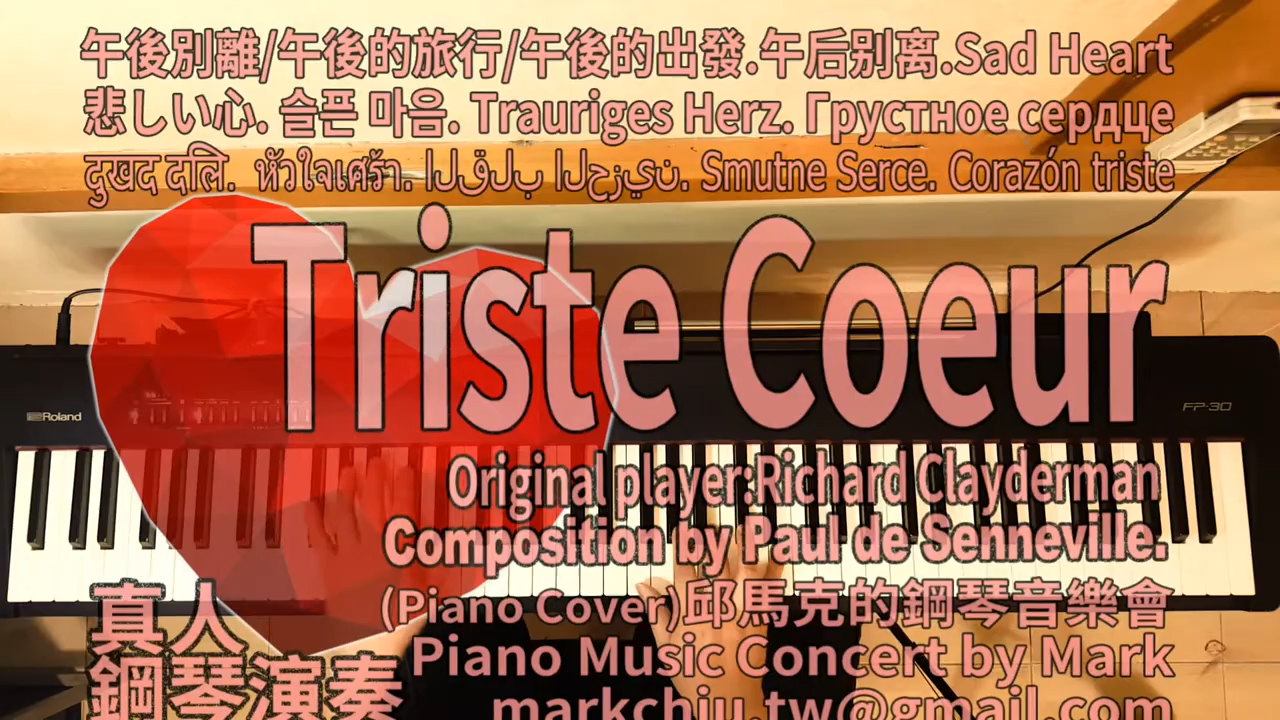 午後別離/午後的旅行/午後的出發.午后别离.Sad Heart
悲しい心. 슬픈 마음. Trauriges Herz. Грустное сердце
दुखद दिल. หัวใจเศร้า. القلب الحزين. Smutne Serce. Corazón triste
Triste Coeur
Roland
FP-30
Original player:Richard Clayderman
Composition by Paul de Senneville.
(Piano Cover)邱馬克的鋼琴音樂會
真人
Piano Music Concert by Mark
鋼琴演奏
markchiu.tw@gmail.com